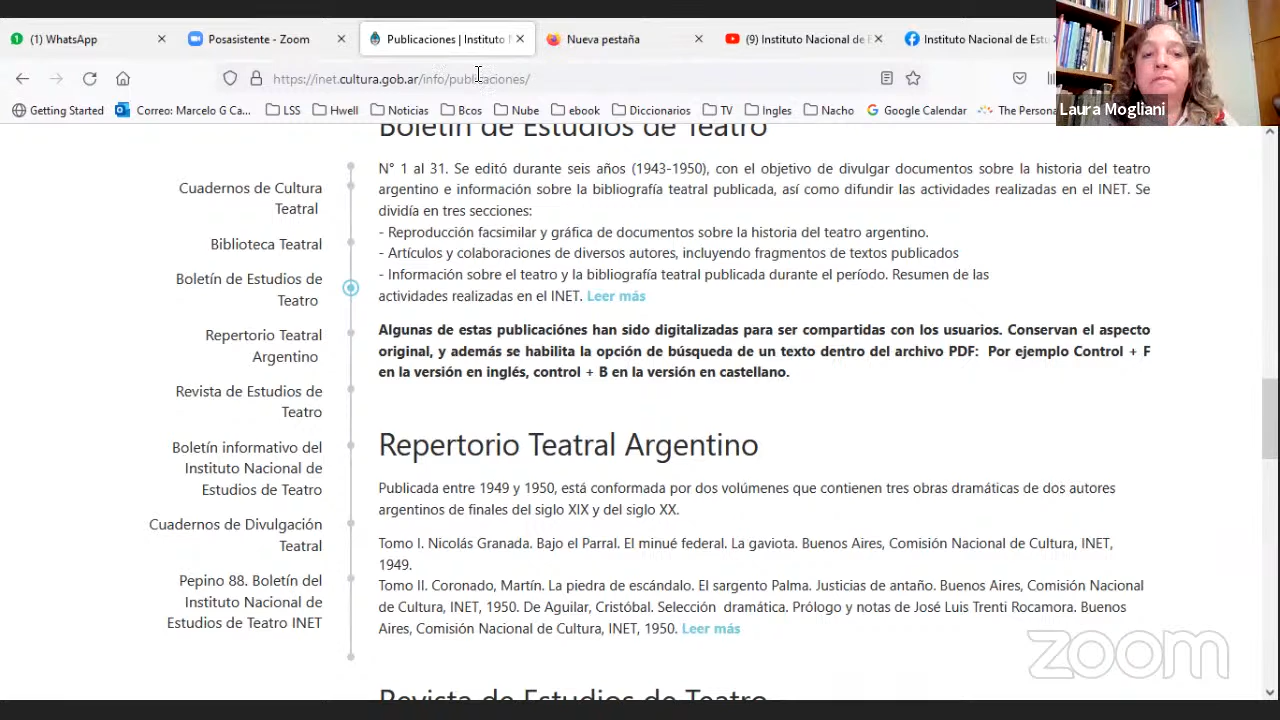 (1) WhatsApp
Posasistente - Zoom
Publicaciones | Instituto
Nueva pestaña
(9) Instituto Nacional de E
Instituto Nacional de Estu
https://inet.cultura.gob.ar/info/publicaciones/
Getting Started
Correo: Marcelo G Ca...
LSS
Hwell
Noticias
Bcos
Nube
ebook
Diccionarios
TV
Ingles
Nacho
Google Calendar
The Persona
Laura Mogliani
Boletín de Estudios de Teatro
Cuadernos de Cultura
Teatral
Biblioteca Teatral
Boletín de Estudios de
Teatro
Repertorio Teatral
Argentino
Revista de Estudios de
Teatro
Boletín informativo del
Instituto Nacional de
Estudios de Teatro
Cuadernos de Divulgación
Teatral
Pepino 88. Boletín del
Instituto Nacional de
Estudios de Teatro INET
N° 1 al 31. Se editó durante seis años (1943-1950), con el objetivo de divulgar documentos sobre la historia del teatro
argentino e información sobre la bibliografía teatral publicada, así como difundir las actividades realizadas en el INET. Se
dividía en tres secciones:
- Reproducción facsimilar y gráfica de documentos sobre la historia del teatro argentino.
- Artículos y colaboraciones de diversos autores, incluyendo fragmentos de textos publicados
- Información sobre el teatro y la bibliografía teatral publicada durante el período. Resumen de las
actividades realizadas en el INET. Leer más
Algunas de estas publicaciónes han sido digitalizadas para ser compartidas con los usuarios. Conservan el aspecto
original, y además se habilita la opción de búsqueda de un texto dentro del archivo PDF: Por ejemplo Control + F
en la versión en inglés, control + B en la versión en castellano.
Repertorio Teatral Argentino
Publicada entre 1949 y 1950, está conformada por dos volúmenes que contienen tres obras dramáticas de dos autores
argentinos de finales del siglo XIX y del siglo XX.
Tomo I. Nicolás Granada. Bajo el Parral. El minué federal. La gaviota. Buenos Aires, Comisión Nacional de Cultura, INET,
1949.
Tomo II. Coronado, Martín. La piedra de escándalo. El sargento Palma. Justicias de antaño. Buenos Aires, Comisión Nacional
de Cultura, INET, 1950. De Aguilar, Cristóbal. Selección dramática. Prólogo y notas de José Luis Trenti Rocamora. Buenos
Aires, Comisión Nacional de Cultura, INET, 1950. Leer más
Revista de Estudios de Teatro
zoom